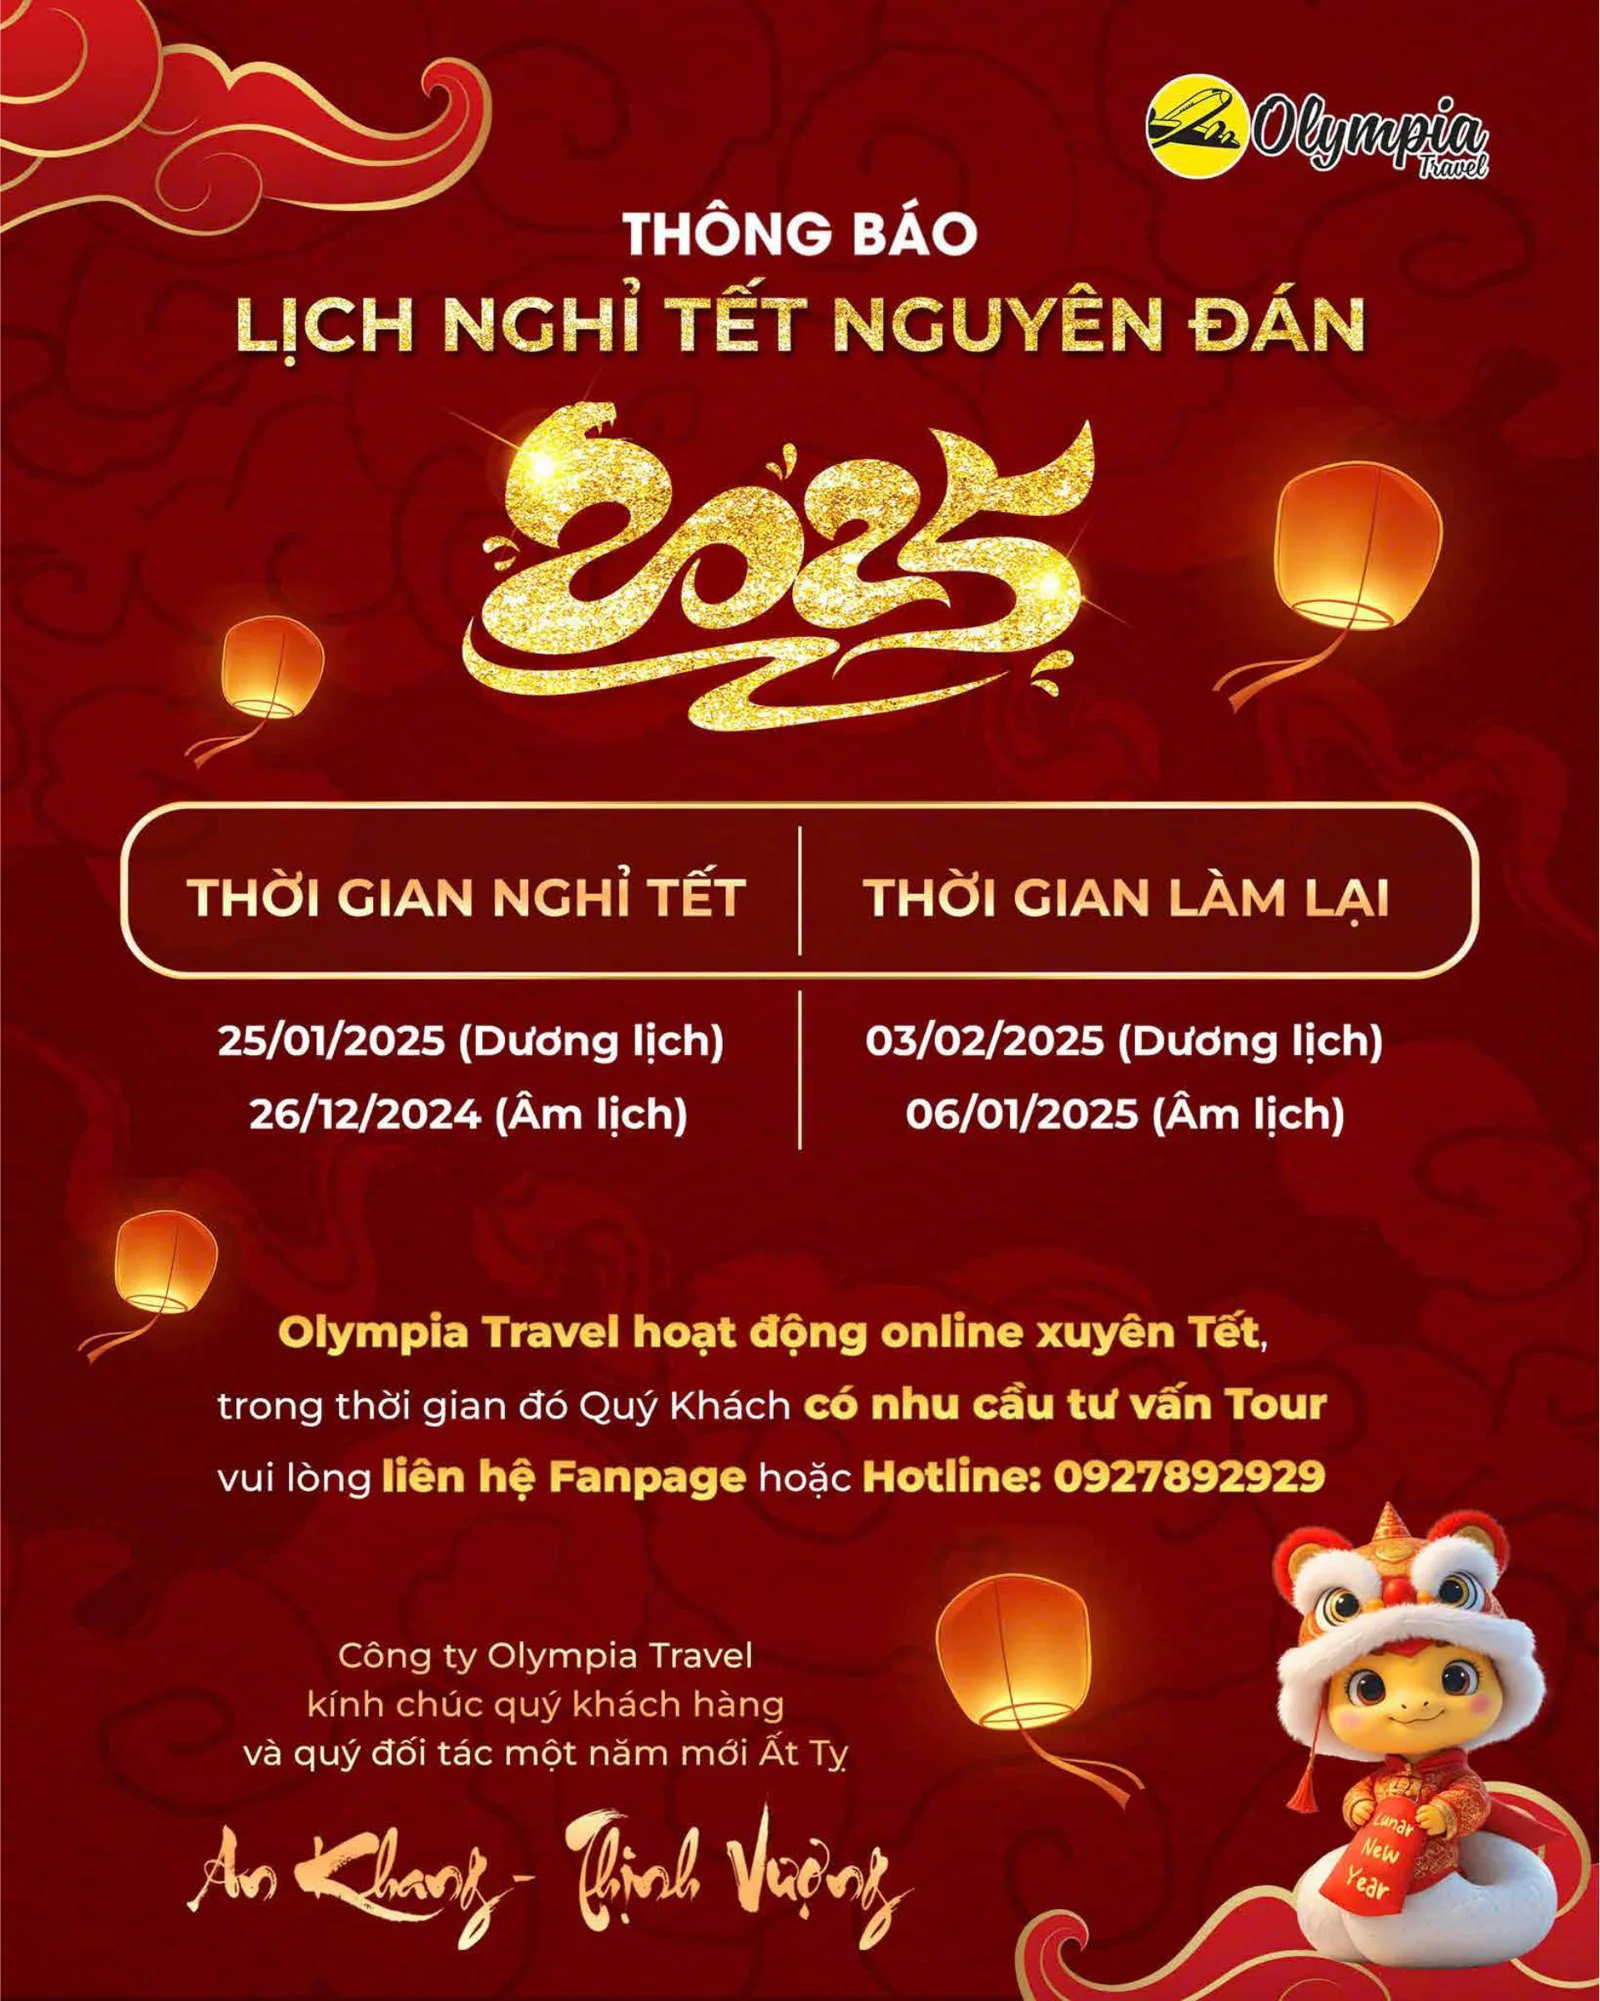 Olympia
Travel
THÔNG BÁO
LỊCH NGHỈ TẾT NGUYÊN ĐÁN
2025
THỜI GIAN NGHỈ TẾT
THỜI GIAN LÀM LẠI
25/01/2025 (Dương lịch)
26/12/2024 (Âm lịch)
03/02/2025 (Dương lịch)
06/01/2025 (Âm lịch)
Olympia Travel hoạt động online xuyên Tết,
trong thời gian đó Quý Khách có nhu cầu tư vấn Tour
vui lòng liên hệ Fanpage hoặc Hotline: 0927892929
Công ty Olympia Travel
kính chúc quý khách hàng
và quý đối tác một năm mới Ất Tỵ
An Khang - Thịnh Vượng
Lunar
New
Year